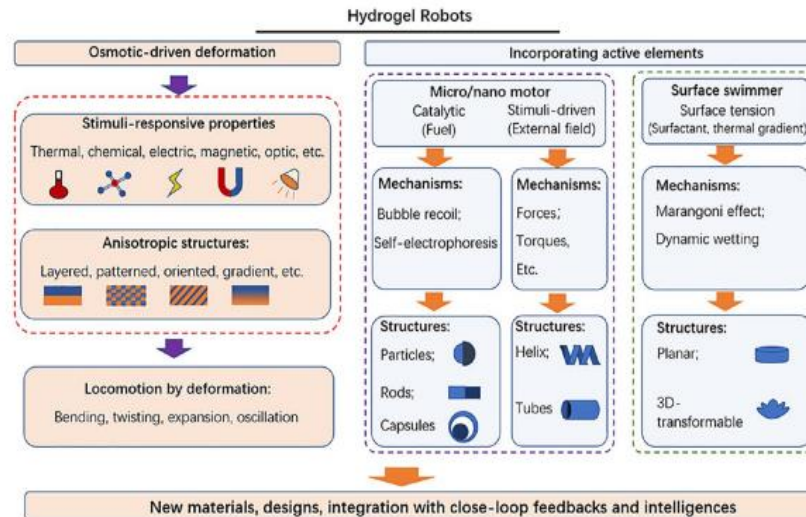 Hydrogel Robots
Osmotic-driven deformation
Stimuli-responsive properties
Thermal, chemical, electric, magnetic, optic, etc.
Anisotropic structures:
Layered, patterned, oriented, gradient, etc.
Locomotion by deformation:
Bending, twisting, expansion, oscillation
Incorporating active elements
Micro/nano motor
Catalytic
(Fuel)
Stimuli-driven
(External field)
Mechanisms:
Bubble recoil;
Self-electrophoresis
Mechanisms:
Forces;
Torques,
Etc.
Structures:
Particles;
Rods;
Capsules
Structures:
Helix;
Tubes
Surface swimmer
Surface tension
(Surfactant, thermal gradient)
Mechanisms:
Marangoni effect;
Dynamic wetting
Structures:
Planar;
3D-
transformable
New materials, designs, integration with close-loop feedbacks and intelligences